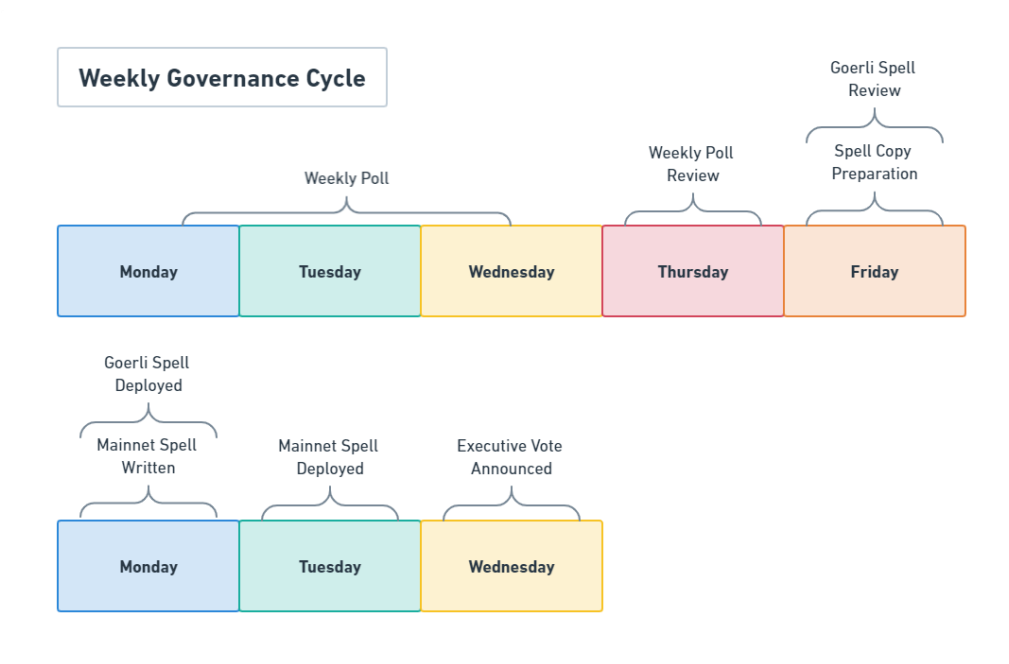 Weekly Governance Cycle
Goerli Spell
Review
Weekly Poll
Weekly Poll
Review
Spell Copy
Preparation
Monday
Tuesday
Wednesday
Thursday
Friday
Goerli Spell
Deployed
Mainnet Spell
Written
Mainnet Spell
Deployed
Executive Vote
Announced
Monday
Tuesday
Wednesday